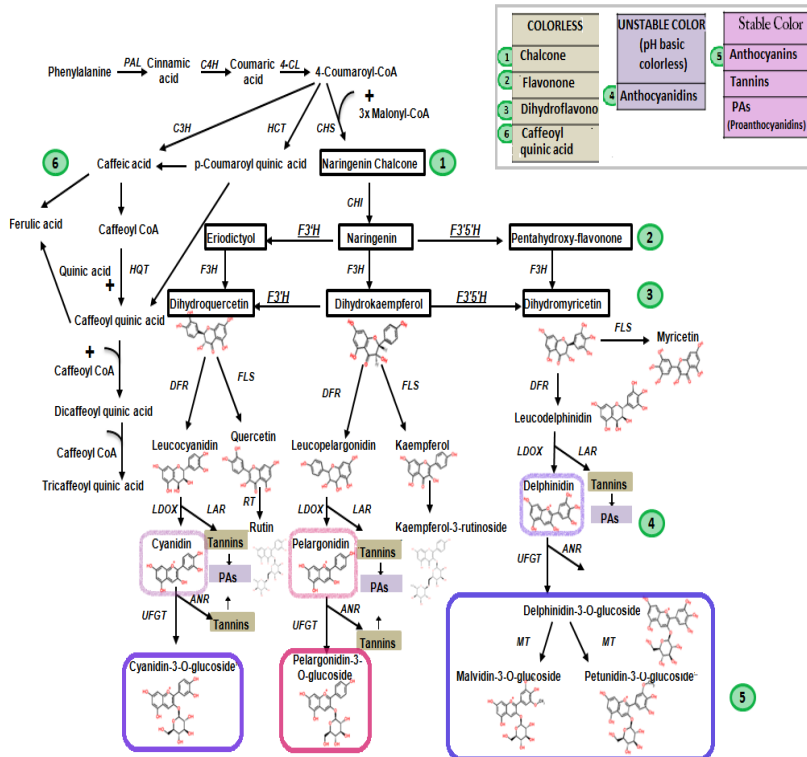 COLORLESS
1 Chalcone
2 Flavonone
3 Dihydroflavono
6 Caffeoyl
quinic acid
UNSTABLE COLOR
(pH basic
colorless)
4 Anthocyanidins
Stable Color
5 Anthocyanins
Tannins
PAs
(Proanthocyanidins)
Phenylalanine PAL Cinnamic acid C4H Coumaric acid 4-CL 4-Coumaroyl-CoA
+
3x Malonyl-CoA
C3H HCT CHS
6 Caffeic acid p-Coumaroyl quinic acid Naringenin Chalcone 1
CHI
Ferulic acid
Caffeoyl CoA
Eriodictyol F3'H Naringenin F3'5'H Pentahydroxy-flavonone 2
Quinic acid + HQT
F3H F3H F3H
Dihydroquercetin F3'H Dihydrokaempferol F3'5'H Dihydromyricetin 3
Caffeoyl quinic acid
+
Caffeoyl CoA
FLS Myricetin
DFR FLS DFR FLS DFR
Dicaffeoyl quinic acid
Leucodelphinidin
Caffeoyl CoA
Leucocyanidin Quercetin Leucopelargonidin Kaempferol
LDOX LAR
Tricaffeoyl quinic acid
Delphinidin Tannins
PAs 4
LDOX LAR RT LDOX LAR
Rutin Kaempferol-3-rutinoside
Cyanidin Tannins Pelargonidin Tannins
PAs PAs
UFGT ANR
UFGT ANR Tannins
UFGT ANR Tannins
Delphinidin-3-O-glucoside
MT MT
Cyanidin-3-O-glucoside
Pelargonidin-3-
O-glucoside
Malvidin-3-O-glucoside Petunidin-3-O-glucoside
5